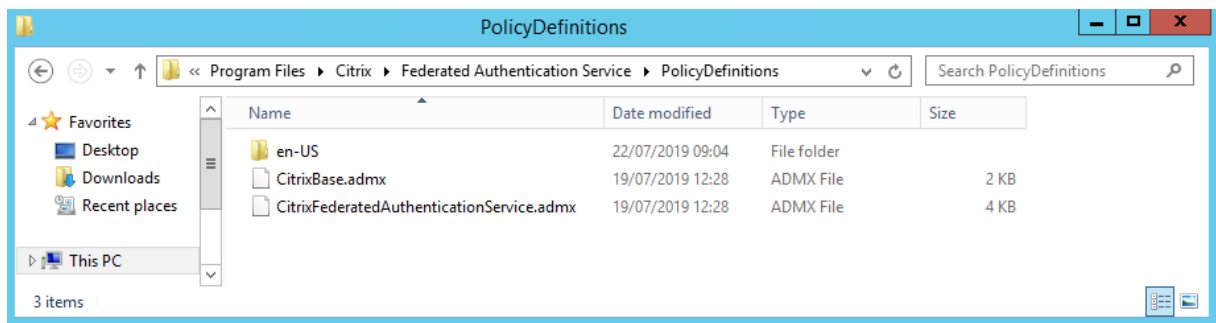 PolicyDefinitions
« Program Files Citrix Federated Authentication Service PolicyDefinitions Search PolicyDefinitions
Favorites
Desktop
Downloads
Recent places
This PC
Name Date modified Type Size
en-US 22/07/2019 09:04 File folder
CitrixBase.admx 19/07/2019 12:28 ADMX File 2 KB
CitrixFederatedAuthenticationService.admx 19/07/2019 12:28 ADMX File 4 KB
3 items